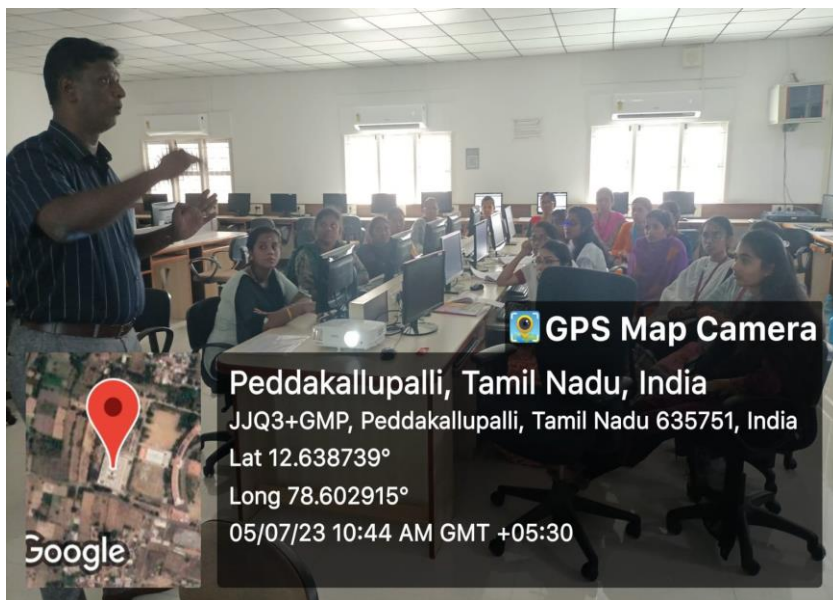 GPS Map Camera
Peddakallupalli, Tamil Nadu, India
JJQ3+GMP, Peddakallupalli, Tamil Nadu 635751, India
Lat 12.638739°
Long 78.602915°
05/07/23 10:44 AM GMT +05:30
Google